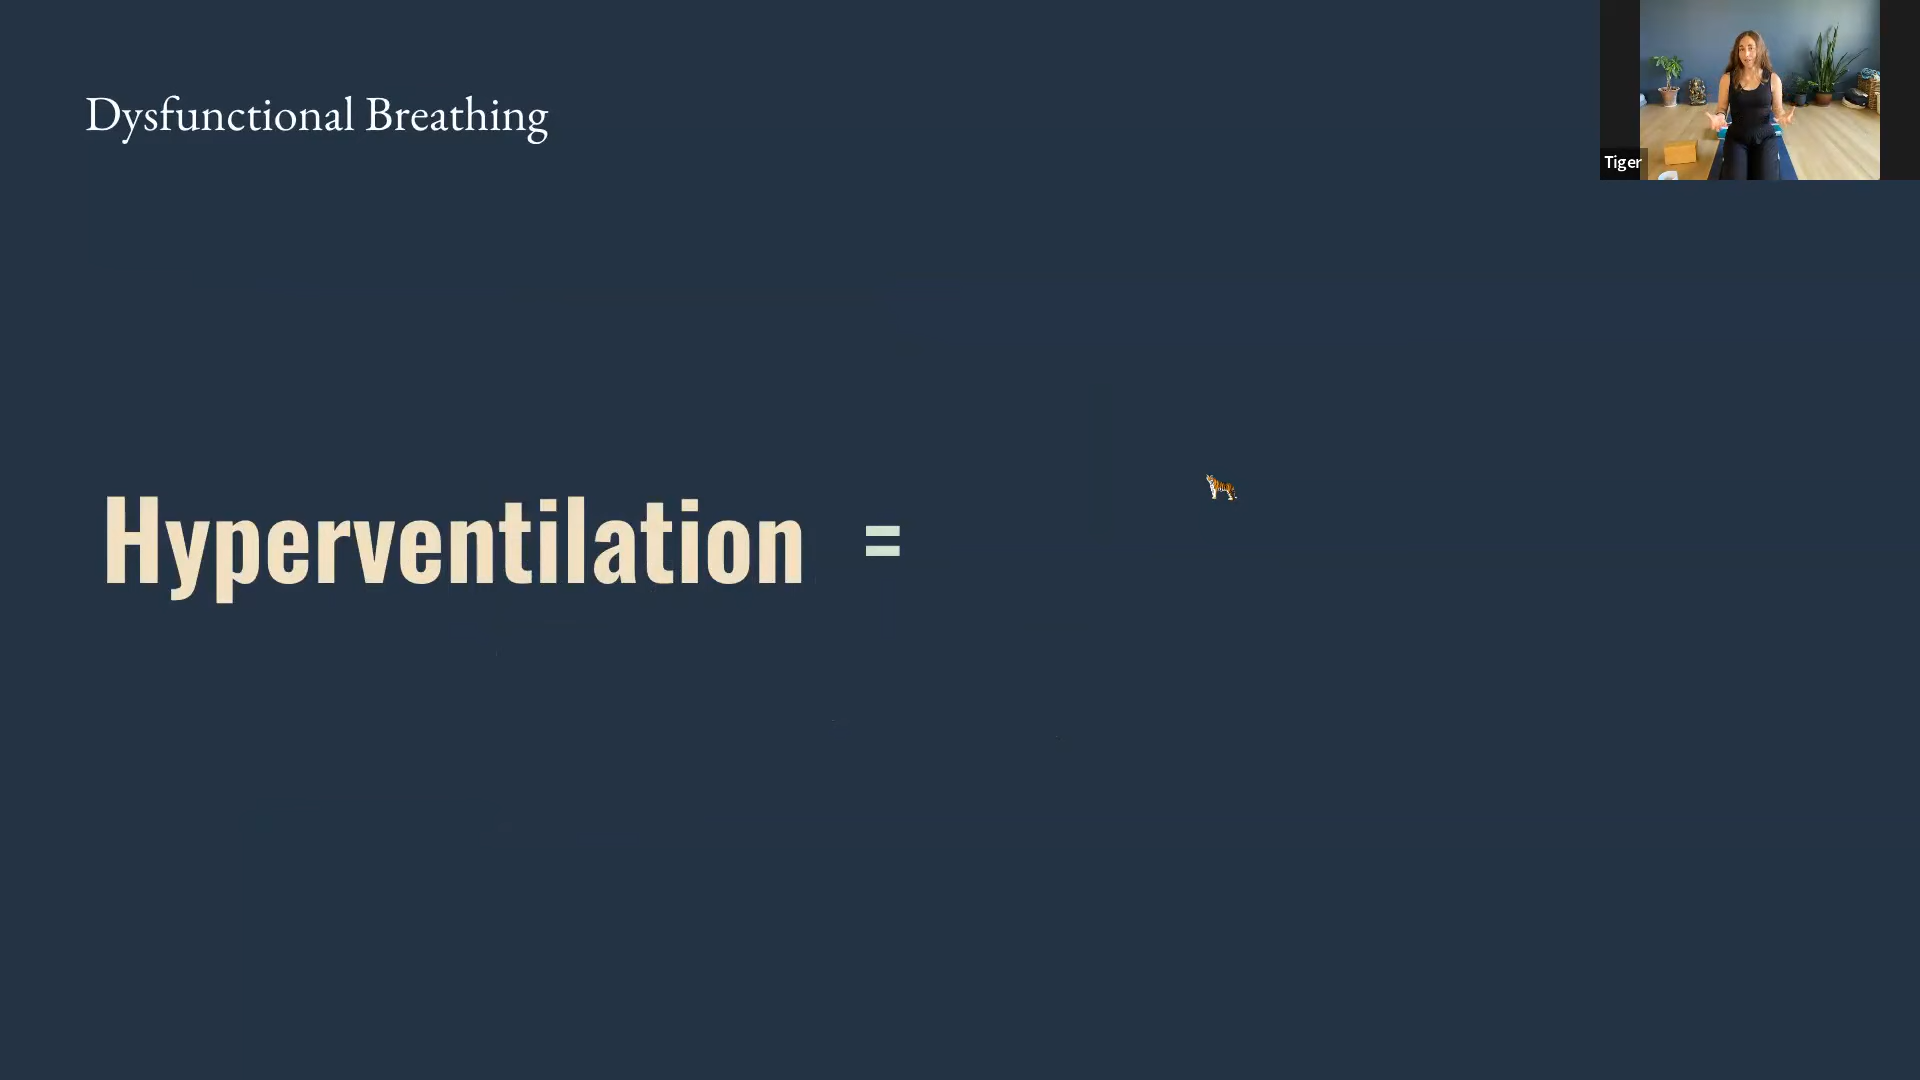 Dysfunctional Breathing
Tiger
Hyperventilation =